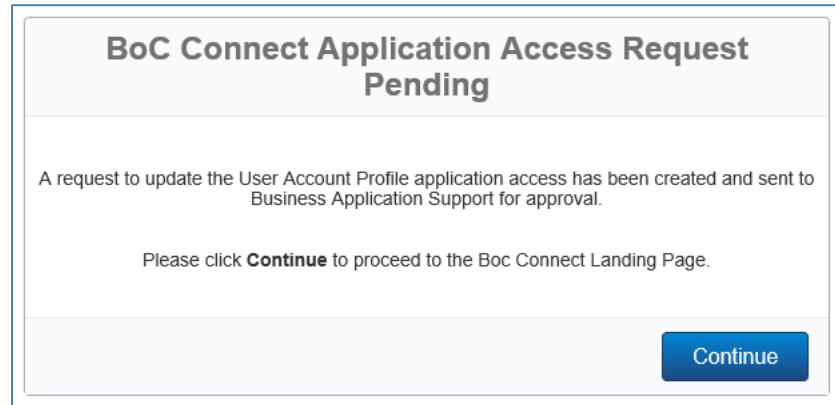 BoC Connect Application Access Request
Pending
A request to update the User Account Profile application access has been created and sent to
Business Application Support for approval.
Please click Continue to proceed to the Boc Connect Landing Page.
Continue